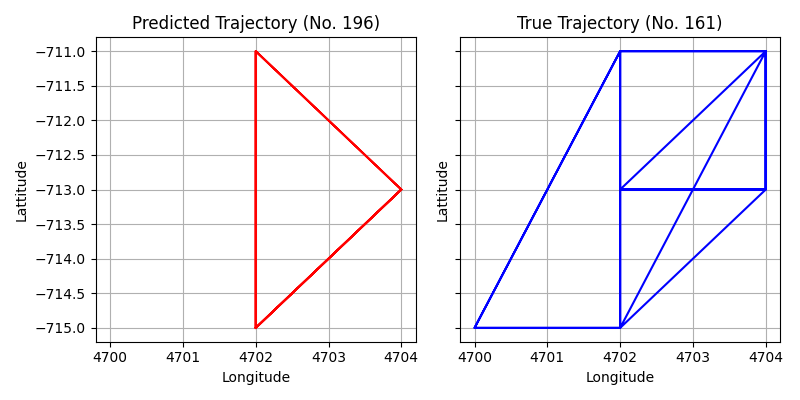 Predicted Trajectory (No. 196)
True Trajectory (No. 161)
−711.0
−711.5
−712.0
−712.5
−713.0
−713.5
−714.0
−714.5
−715.0
Lattitude
Lattitude
4700 4701 4702 4703 4704
4700 4701 4702 4703 4704
Longitude
Longitude